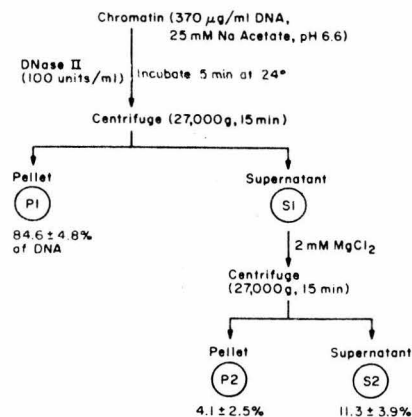 Chromatin (370 µg/ml DNA,
25 mM Na Acetate, pH 6.6)
DNase II
(100 units/ml)
Incubate 5 min at 24°
Centrifuge (27,000g, 15 min)
Pellet
P1
84.6 ± 4.8%
of DNA
Supernatant
S1
2 mM MgCl2
Centrifuge
(27,000g, 15 min)
Pellet
P2
4.1 ± 2.5%
Supernatant
S2
11.3 ± 3.9%